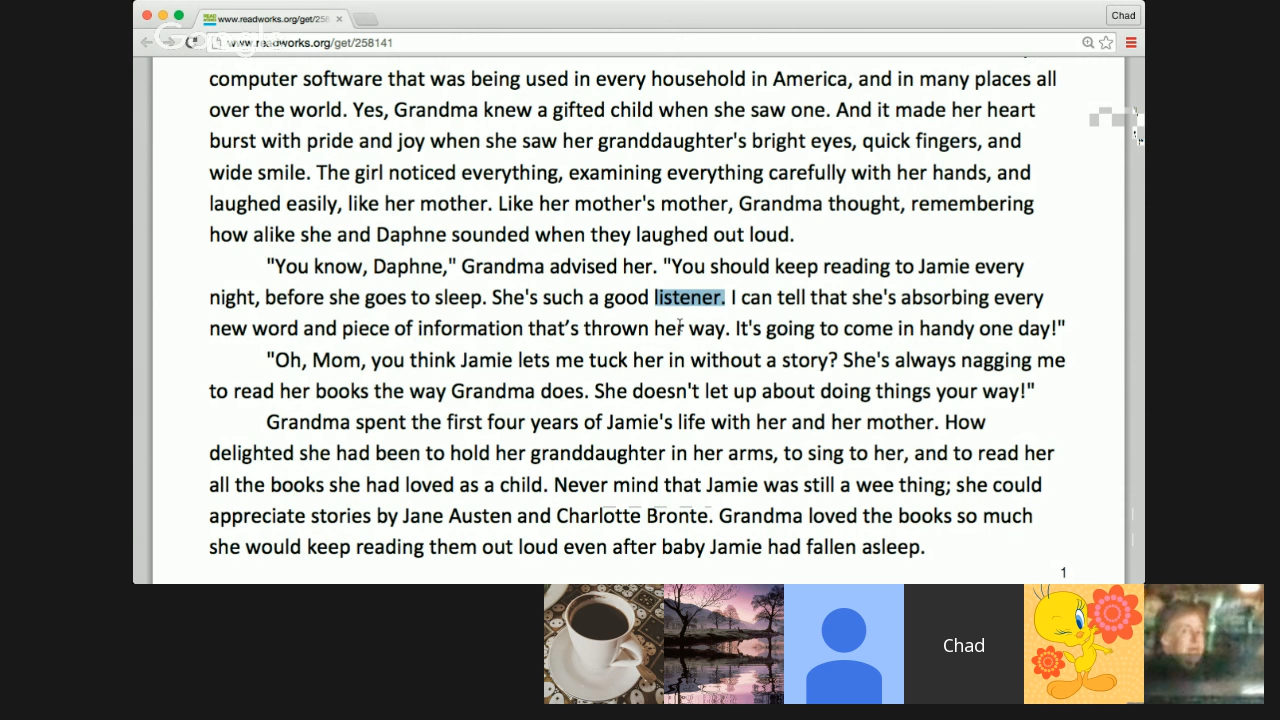 www.readworks.org/get/258
Chad
Google
www.readworks.org/get/258141
computer software that was being used in every household in America, and in many places all
over the world. Yes, Grandma knew a gifted child when she saw one. And it made her heart
burst with pride and joy when she saw her granddaughter's bright eyes, quick fingers, and
wide smile. The girl noticed everything, examining everything carefully with her hands, and
laughed easily, like her mother. Like her mother's mother, Grandma thought, remembering
how alike she and Daphne sounded when they laughed out loud.
"You know, Daphne," Grandma advised her. "You should keep reading to Jamie every
night, before she goes to sleep. She's such a good listener. I can tell that she's absorbing every
new word and piece of information that’s thrown her way. It's going to come in handy one day!"
"Oh, Mom, you think Jamie lets me tuck her in without a story? She's always nagging me
to read her books the way Grandma does. She doesn't let up about doing things your way!"
Grandma spent the first four years of Jamie's life with her and her mother. How
delighted she had been to hold her granddaughter in her arms, to sing to her, and to read her
all the books she had loved as a child. Never mind that Jamie was still a wee thing; she could
appreciate stories by Jane Austen and Charlotte Bronte. Grandma loved the books so much
she would keep reading them out loud even after baby Jamie had fallen asleep.
1
Chad